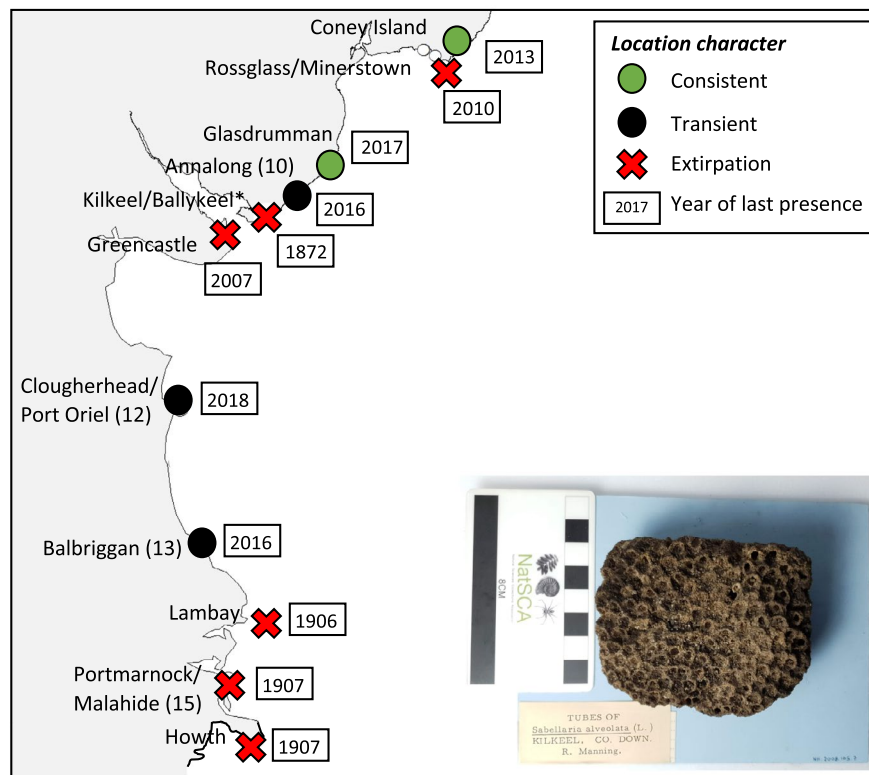 Coney Island
2013
Rossglass/Minerstown
2010
Glasdrumman
2017
Annalong (10)
2016
Kilkeel/Ballykeel*
1872
Greencastle
2007
Clougherhead/
Port Oriel (12)
2018
Balbriggan (13)
2016
Lambay
1906
Portmarnock/
Malahide (15)
1907
Howth
1907
Location character
Consistent
Transient
Extirpation
2017 Year of last presence
NatSCA
8CM
TUBES OF
Sabellaria alveolata (L.)
KILKEEL, CO. DOWN.
R. Manning.